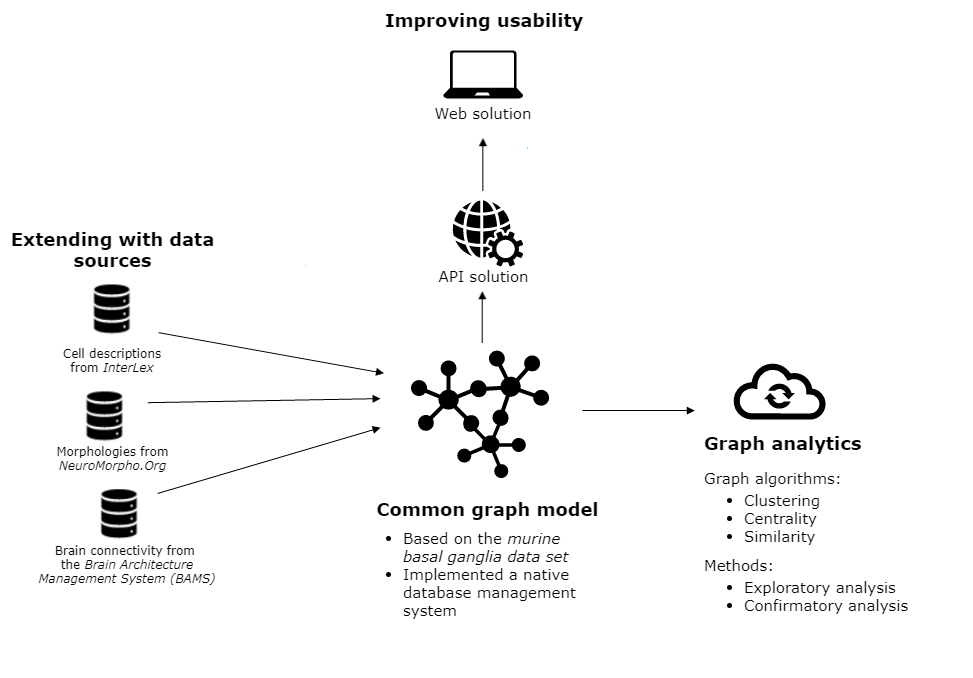 Improving usability
Web solution
API solution
Extending with data
sources
Cell descriptions
from InterLex
Morphologies from
NeuroMorpho.Org
Brain connectivity from
the Brain Architecture
Management System (BAMS)
Common graph model
• Based on the murine
basal ganglia data set
• Implemented a native
database management
system
Graph analytics
Graph algorithms:
• Clustering
• Centrality
• Similarity
Methods:
• Exploratory analysis
• Confirmatory analysis